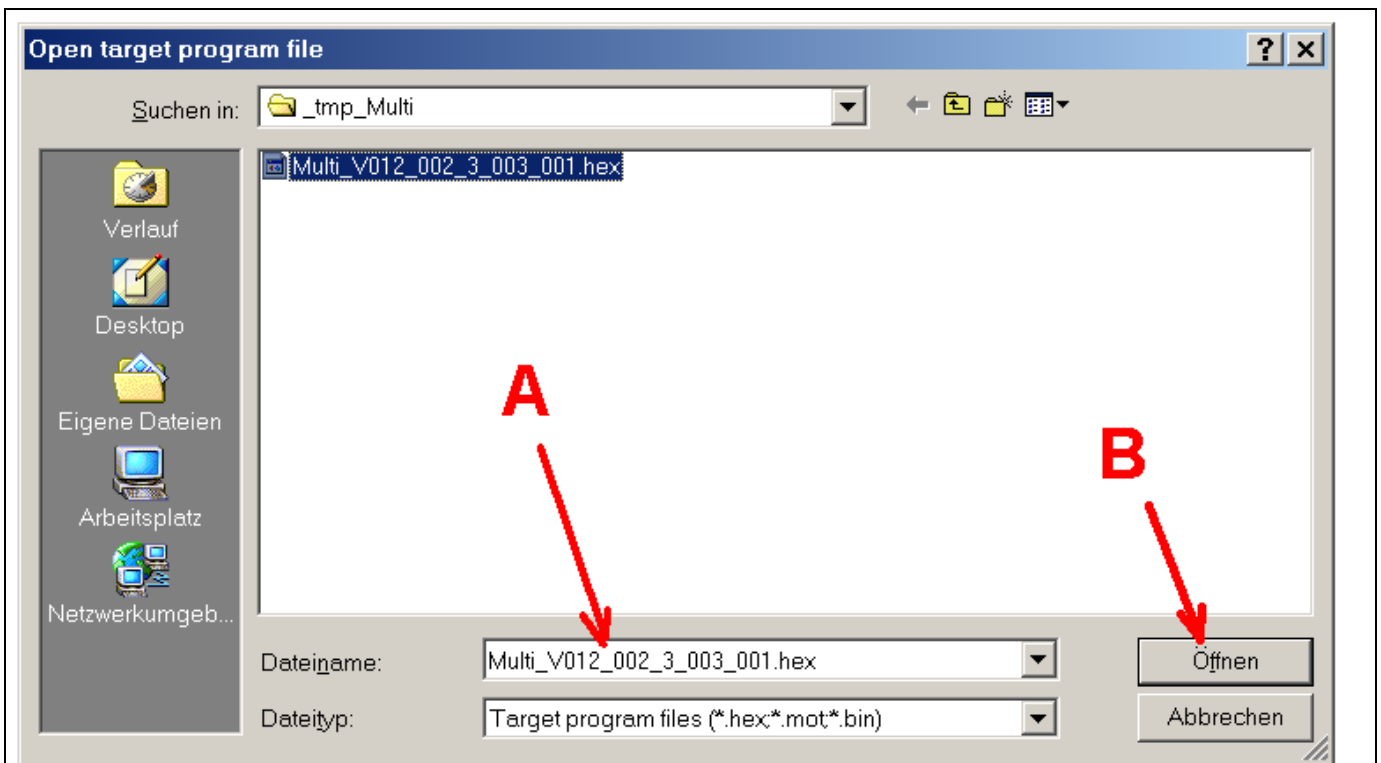 Open target program file
Suchen in:
_tmp_Multi
Multi_V012_002_3_003_001.hex
Verlauf
Desktop
A
Eigene Dateien
B
Arbeitsplatz
Netzwerkumgeb...
Dateiname:
Multi_V012_002_3_003_001.hex
Öffnen
Dateityp:
Target program files (*.hex;*.mot;*.bin)
Abbrechen